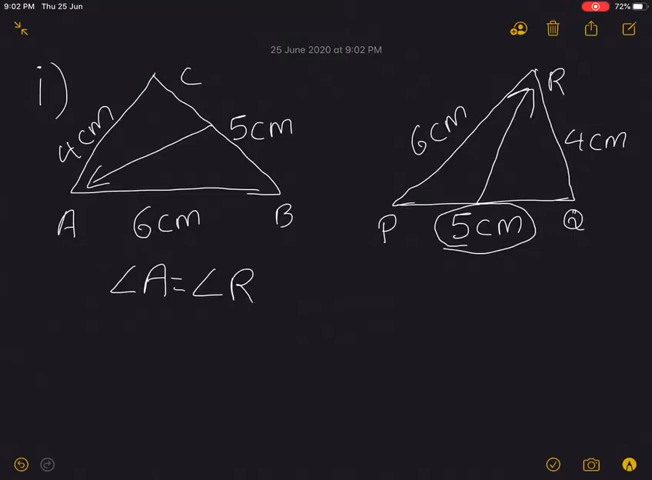 9:02 PM Thu 25 Jun
72%
25 June 2020 at 9:02 PM
i)
C
R
4cm
5cm
6cm
4cm
A
6cm
B
P
5cm
Q
∠A=∠R